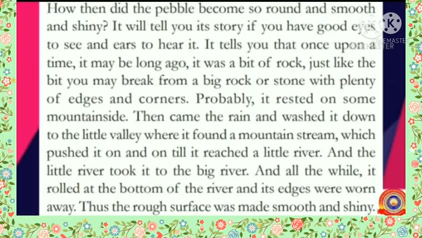 How then did the pebble become so round and smooth
and shiny? It will tell you its story if you have good eyes
to see and ears to hear it. It tells you that once upon a
time, it may be long ago, it was a bit of rock, just like the
bit you may break from a big rock or stone with plenty
of edges and corners. Probably, it rested on some
mountainside. Then came the rain and washed it down
to the little valley where it found a mountain stream, which
pushed it on and on till it reached a little river. And the
little river took it to the big river. And all the while, it
rolled at the bottom of the river and its edges were worn
away. Thus the rough surface was made smooth and shiny.